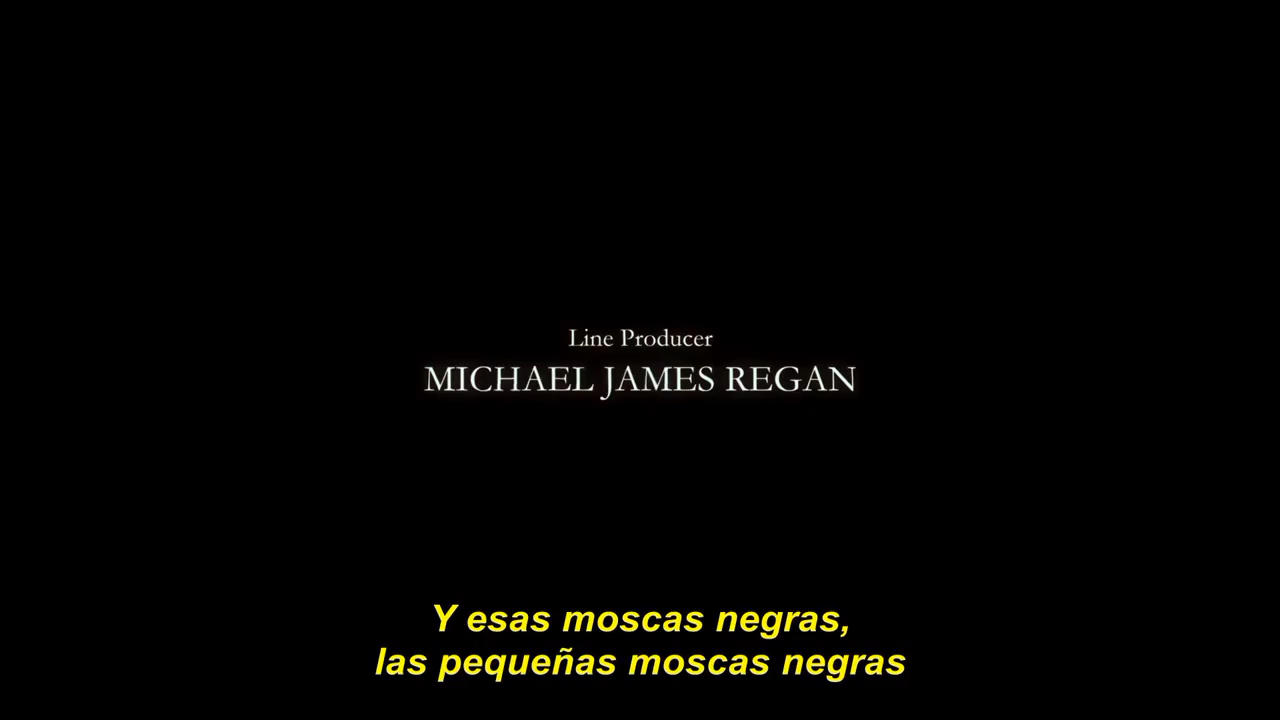 Line Producer
MICHAEL JAMES REGAN
Y esas moscas negras,
las pequeñas moscas negras